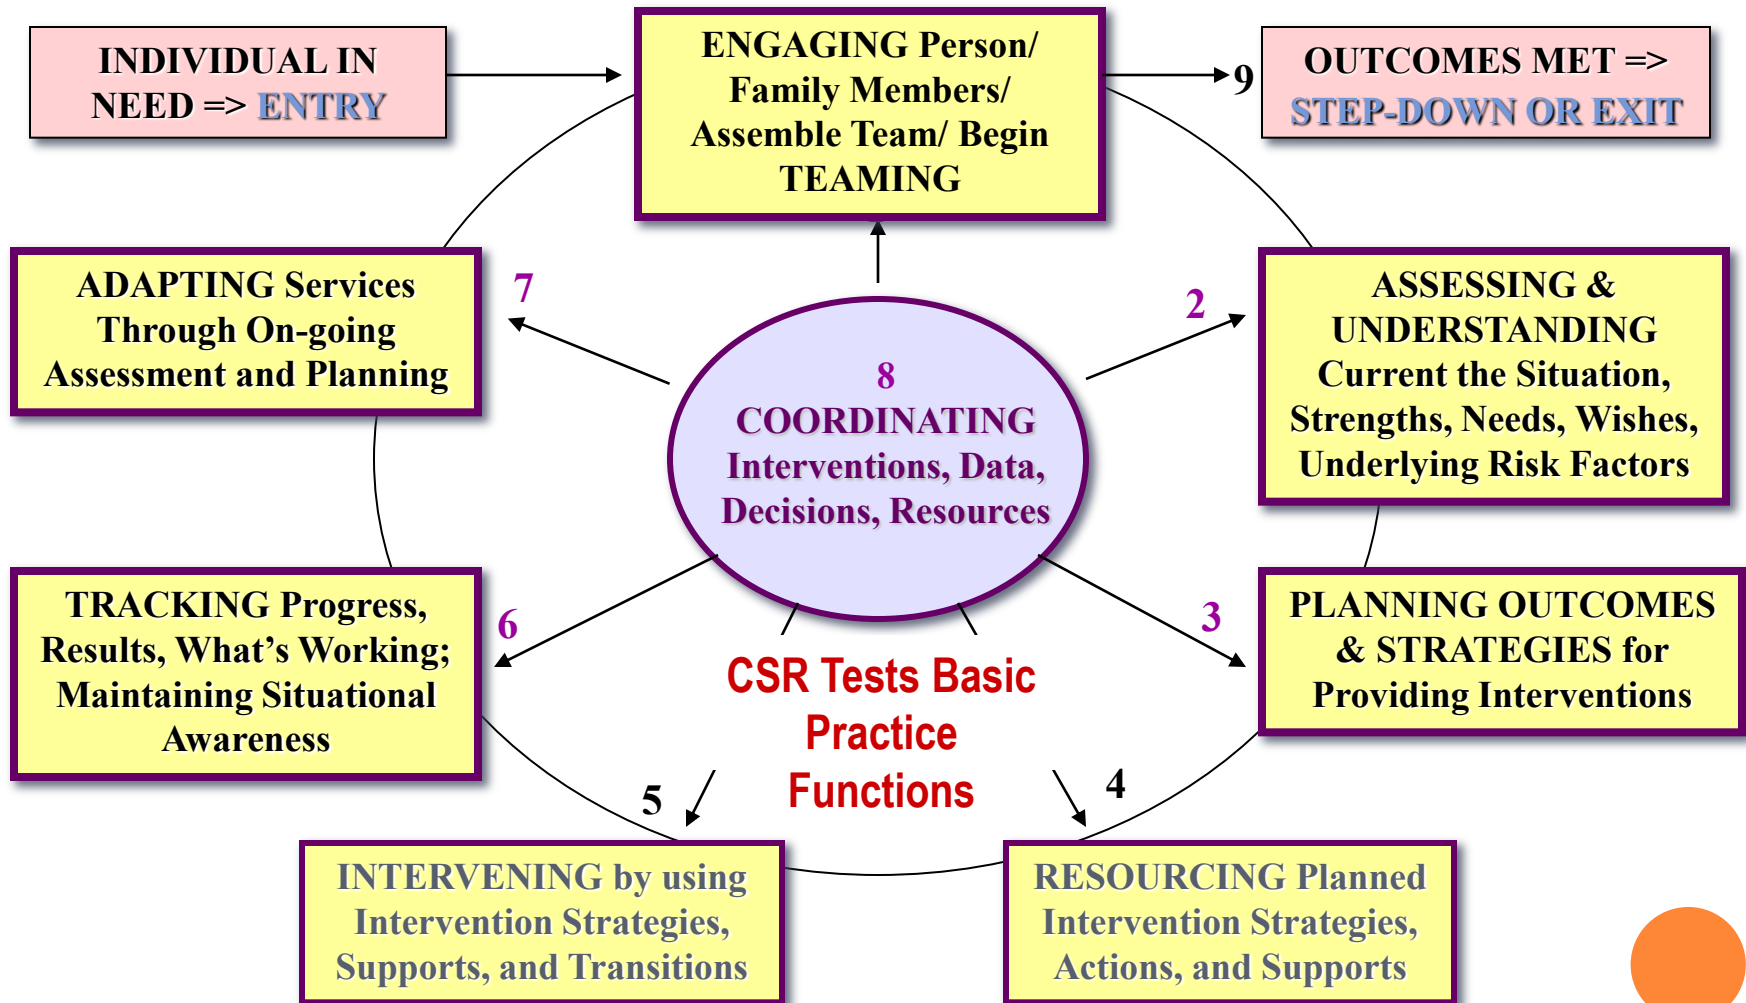 INDIVIDUAL IN
NEED => ENTRY
ENGAGING Person/
Family Members/
Assemble Team/ Begin
TEAMING
9
OUTCOMES MET =>
STEP-DOWN OR EXIT
ADAPTING Services
Through On-going
Assessment and Planning
7
2
ASSESSING &
UNDERSTANDING
Current the Situation,
Strengths, Needs, Wishes,
Underlying Risk Factors
8
COORDINATING
Interventions, Data,
Decisions, Resources
TRACKING Progress,
Results, What's Working;
Maintaining Situational
Awareness
6
3
PLANNING OUTCOMES
& STRATEGIES for
Providing Interventions
CSR Tests Basic
Practice
Functions
5
4
INTERVENING by using
Intervention Strategies,
Supports, and Transitions
RESOURCING Planned
Intervention Strategies,
Actions, and Supports